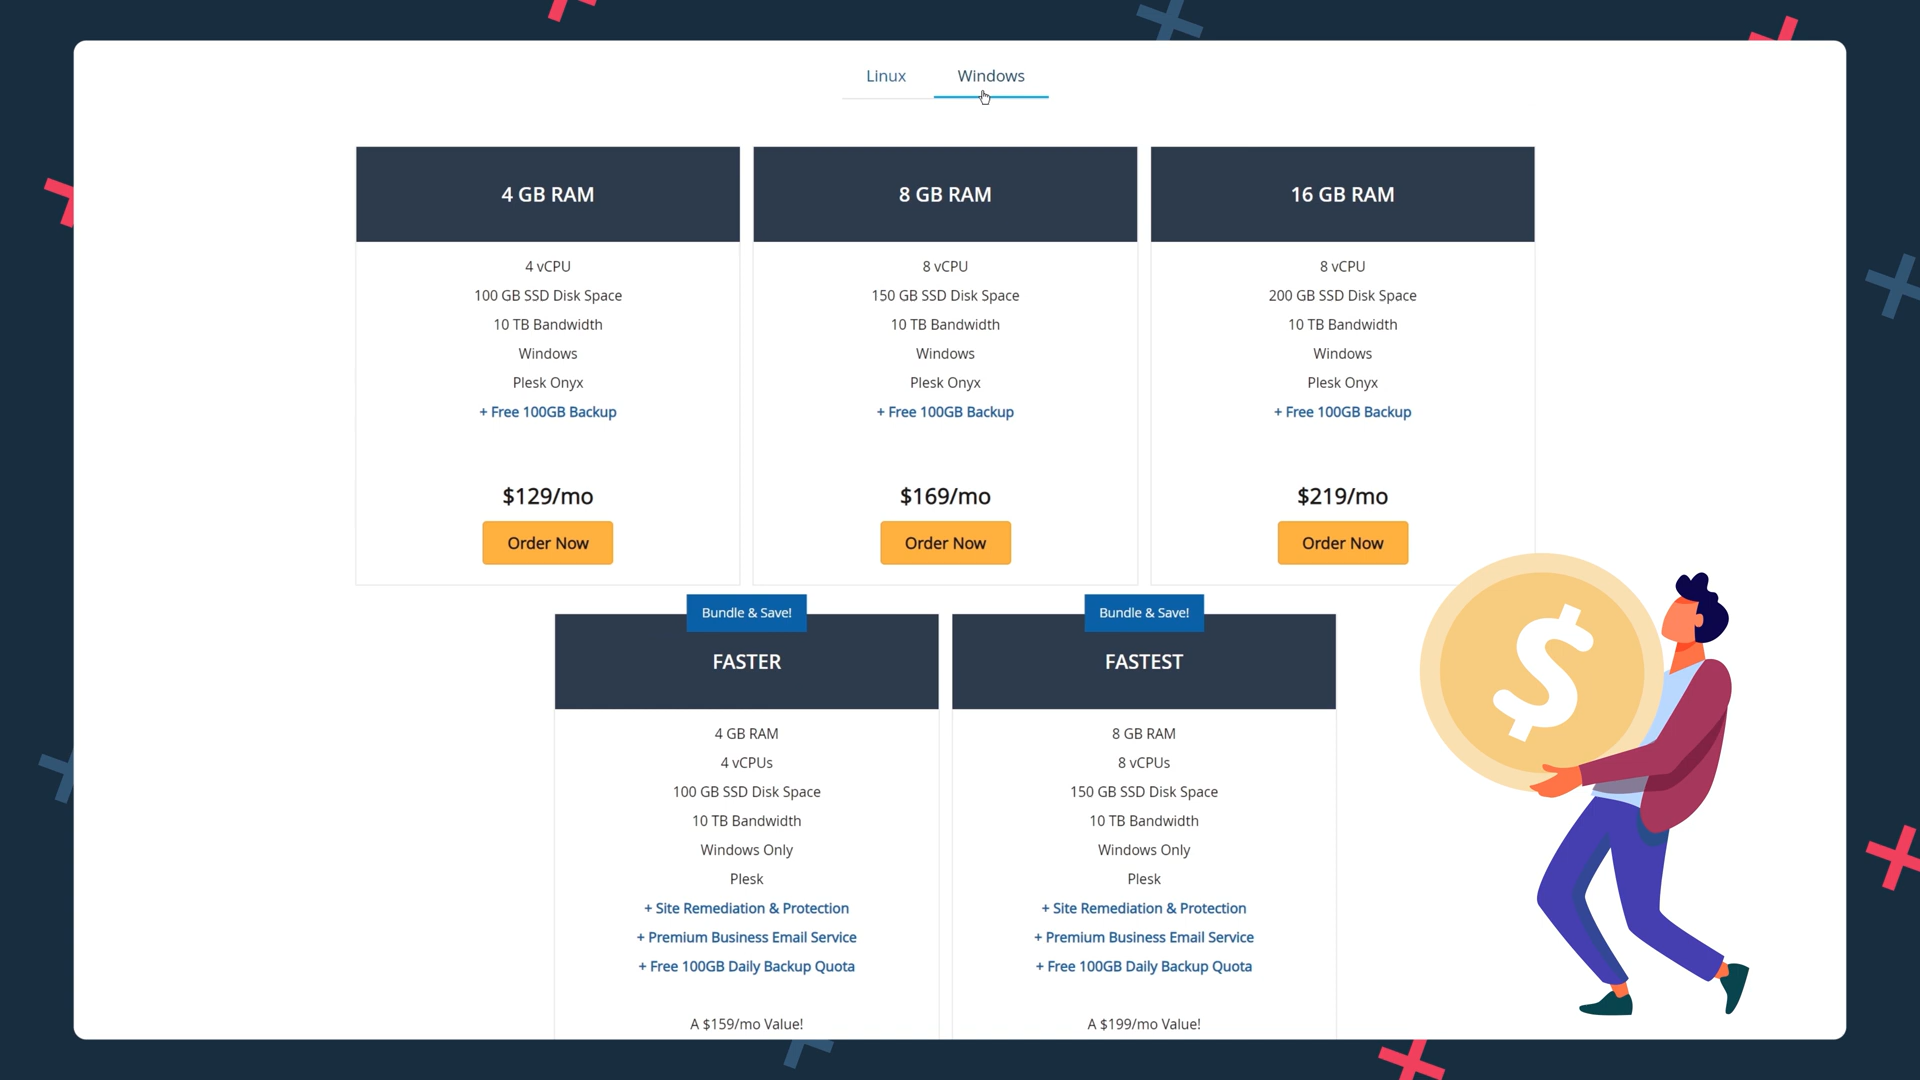 Linux
Windows
4 GB RAM
4 vCPU
100 GB SSD Disk Space
10 TB Bandwidth
Windows
Plesk Onyx
+ Free 100GB Backup
$129/mo
Order Now
8 GB RAM
8 vCPU
150 GB SSD Disk Space
10 TB Bandwidth
Windows
Plesk Onyx
+ Free 100GB Backup
$169/mo
Order Now
16 GB RAM
8 vCPU
200 GB SSD Disk Space
10 TB Bandwidth
Windows
Plesk Onyx
+ Free 100GB Backup
$219/mo
Order Now
Bundle & Save!
FASTER
4 GB RAM
4 vCPUs
100 GB SSD Disk Space
10 TB Bandwidth
Windows Only
Plesk
+ Site Remediation & Protection
+ Premium Business Email Service
+ Free 100GB Daily Backup Quota
A $159/mo Value!
Bundle & Save!
FASTEST
8 GB RAM
8 vCPUs
150 GB SSD Disk Space
10 TB Bandwidth
Windows Only
Plesk
+ Site Remediation & Protection
+ Premium Business Email Service
+ Free 100GB Daily Backup Quota
A $199/mo Value!
$